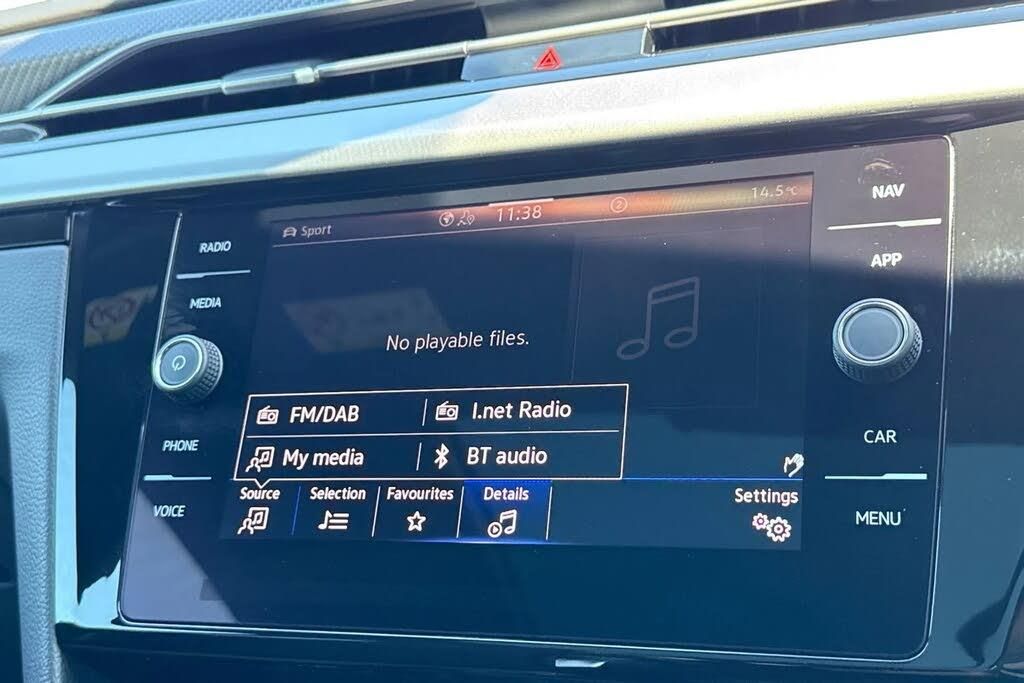 NAV
Sport
11:38
2
14.5°C
RADIO
APP
MEDIA
No playable files.
FM/DAB
I.net Radio
PHONE
CAR
My media
BT audio
Source
Selection
Favourites
Details
Settings
VOICE
MENU